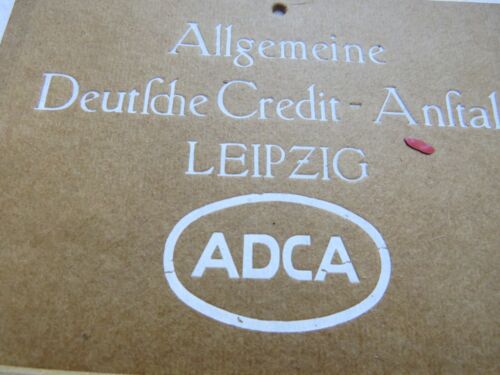 Allgemeine
Deutſche Credit-Anſtal
LEIPZIG
ADCA